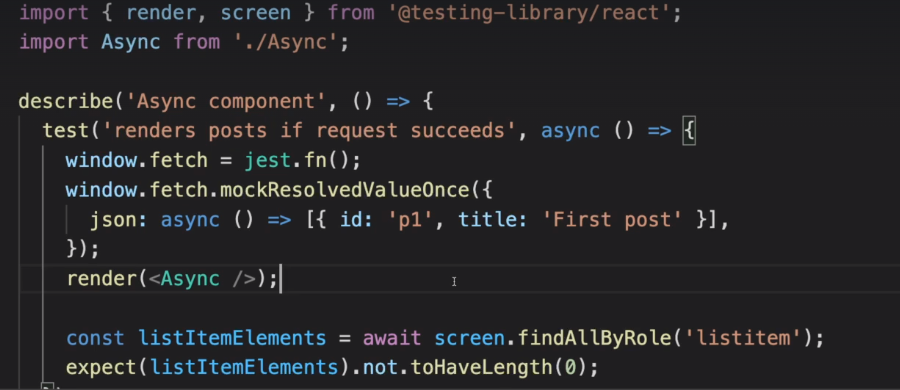 import { render, screen } from '@testing-library/react';
import Async from './Async';
describe('Async component', () => {
test('renders posts if request succeeds', async () => {
window.fetch = jest.fn();
window.fetch.mockResolvedValueOnce({
json: async () => [{ id: 'p1', title: 'First post' }],
});
render(<Async />);
const listItemElements = await screen.findAllByRole('listitem');
expect(listItemElements).not.toHaveLength(0);